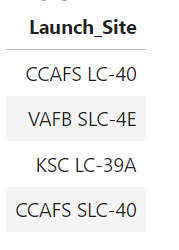 Launch_Site
CCAFS LC-40
VAFB SLC-4E
KSC LC-39A
CCAFS SLC-40